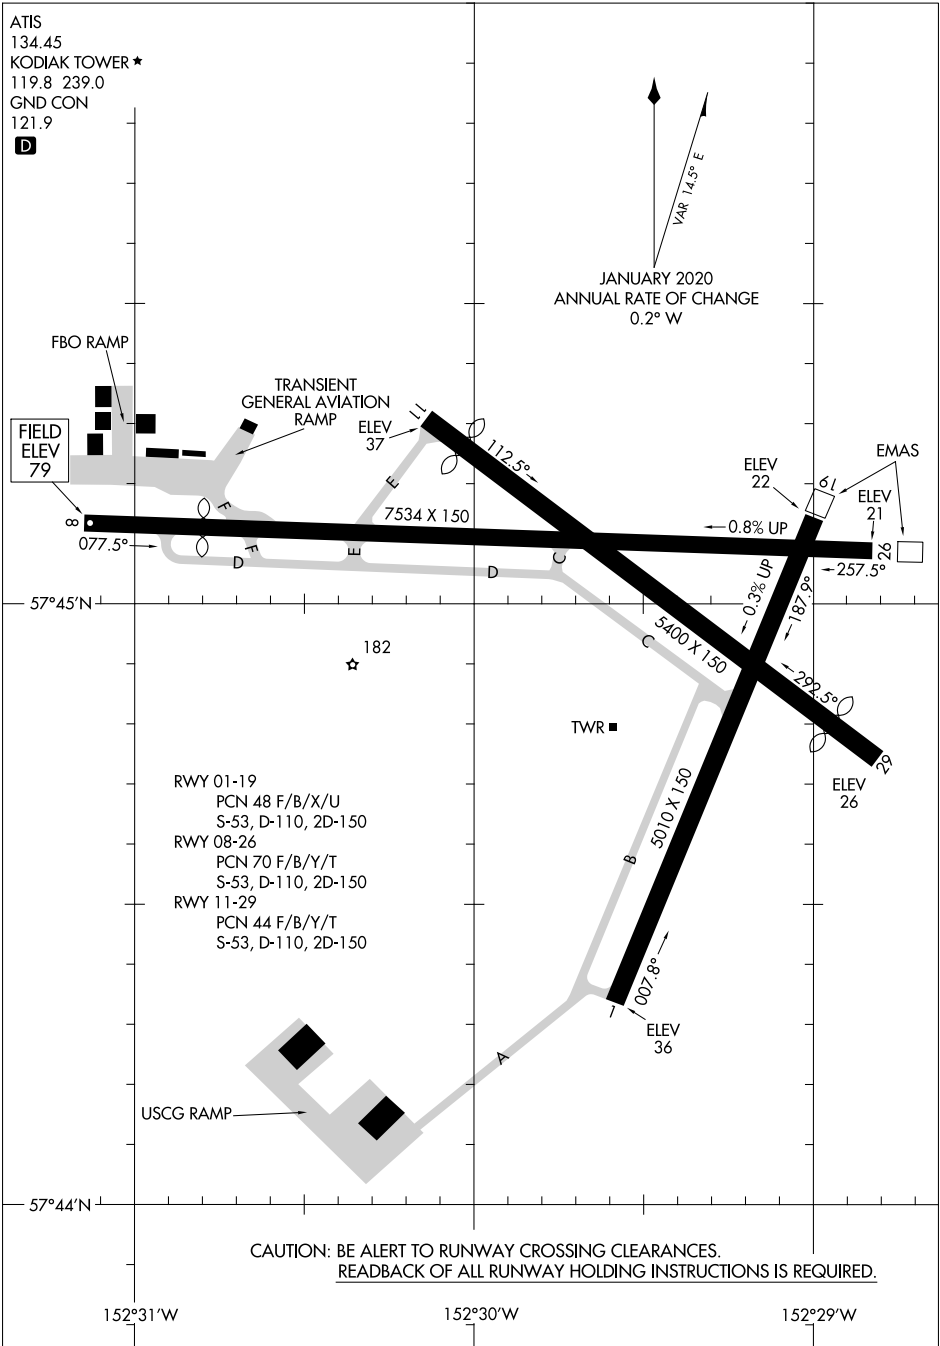 ATIS
134.45
KODIAK TOWER ★
119.8 239.0
GND CON
121.9
D
VAR 14.5° E
JANUARY 2020
ANNUAL RATE OF CHANGE
0.2° W
FBO RAMP
TRANSIENT
GENERAL AVIATION
RAMP
FIELD
ELEV
79
ELEV
37
11
112.5°
EMAS
ELEV
22
19
ELEV
21
8
077.5°
7534 X 150
0.8% UP
26
257.5°
E
F
F
E
D
D
C
C
57°45'N
0.3% UP
187.9°
5400 X 150
292.5°
182
TWR
29
ELEV
26
RWY 01-19
PCN 48 F/B/X/U
S-53, D-110, 2D-150
RWY 08-26
PCN 70 F/B/Y/T
S-53, D-110, 2D-150
RWY 11-29
PCN 44 F/B/Y/T
S-53, D-110, 2D-150
5010 X 150
B
007.8°
1
ELEV
36
A
USCG RAMP
57°44'N
CAUTION: BE ALERT TO RUNWAY CROSSING CLEARANCES.
READBACK OF ALL RUNWAY HOLDING INSTRUCTIONS IS REQUIRED.
152°31'W
152°30'W
152°29'W